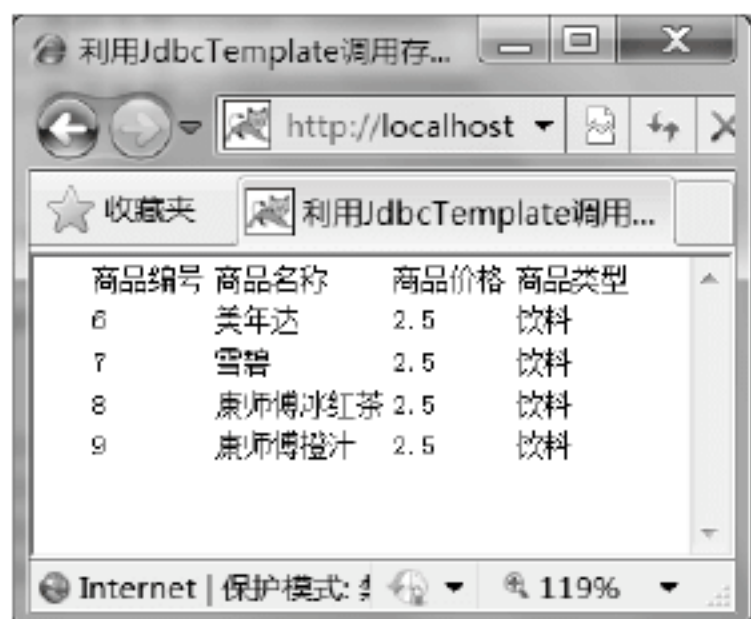 利用JdbcTemplate调用存...
http://localhost
收藏夹
利用JdbcTemplate调用...
商品编号 商品名称 商品价格 商品类型
6 美年达 2.5 饮料
7 雪碧 2.5 饮料
8 康师傅冰红茶 2.5 饮料
9 康师傅橙汁 2.5 饮料
Internet | 保护模式:
119%